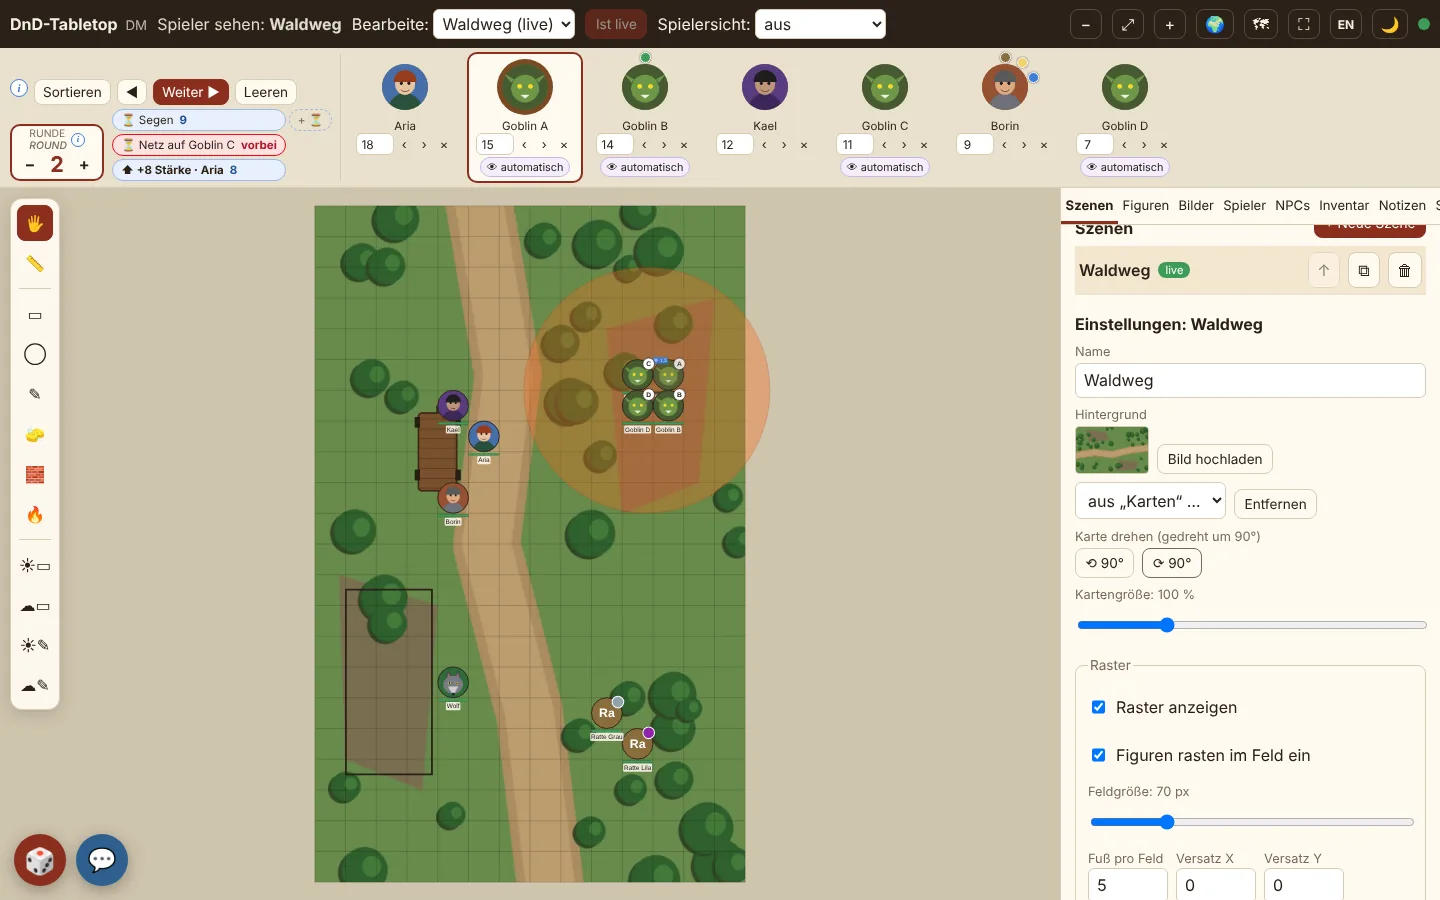 DnD-Tabletop DM Spieler sehen: Waldweg Bearbeite: Waldweg (live) Ist live Spielersicht: aus − + EN
Sortieren ◀ Weiter ▶ Leeren
RUNDE
ROUND
− 2 +
Segen 9
+
Netz auf Goblin C vorbei
+8 Stärke · Aria 8
Aria
18 ‹ › ×
Goblin A
15 ‹ › ×
automatisch
Goblin B
14 ‹ › ×
automatisch
Kael
12 ‹ › ×
Goblin C
11 ‹ › ×
automatisch
Borin
9 ‹ › ×
Goblin D
7 ‹ › ×
automatisch
C
A
D
B
Goblin D
Goblin B
Kael
Aria
Borin
Wolf
Ra
Ratte Grau
Ra
Ratte Lila
Szenen Figuren Bilder Spieler NPCs Inventar Notizen S
Szenen + Neue Szene
Waldweg live
Einstellungen: Waldweg
Name
Waldweg
Hintergrund
Bild hochladen
aus „Karten“ ... Entfernen
Karte drehen (gedreht um 90°)
⟲ 90° ⟳ 90°
Kartengröße: 100 %
Raster
Raster anzeigen
Figuren rasten im Feld ein
Feldgröße: 70 px
Fuß pro Feld Versatz X Versatz Y
5 0 0